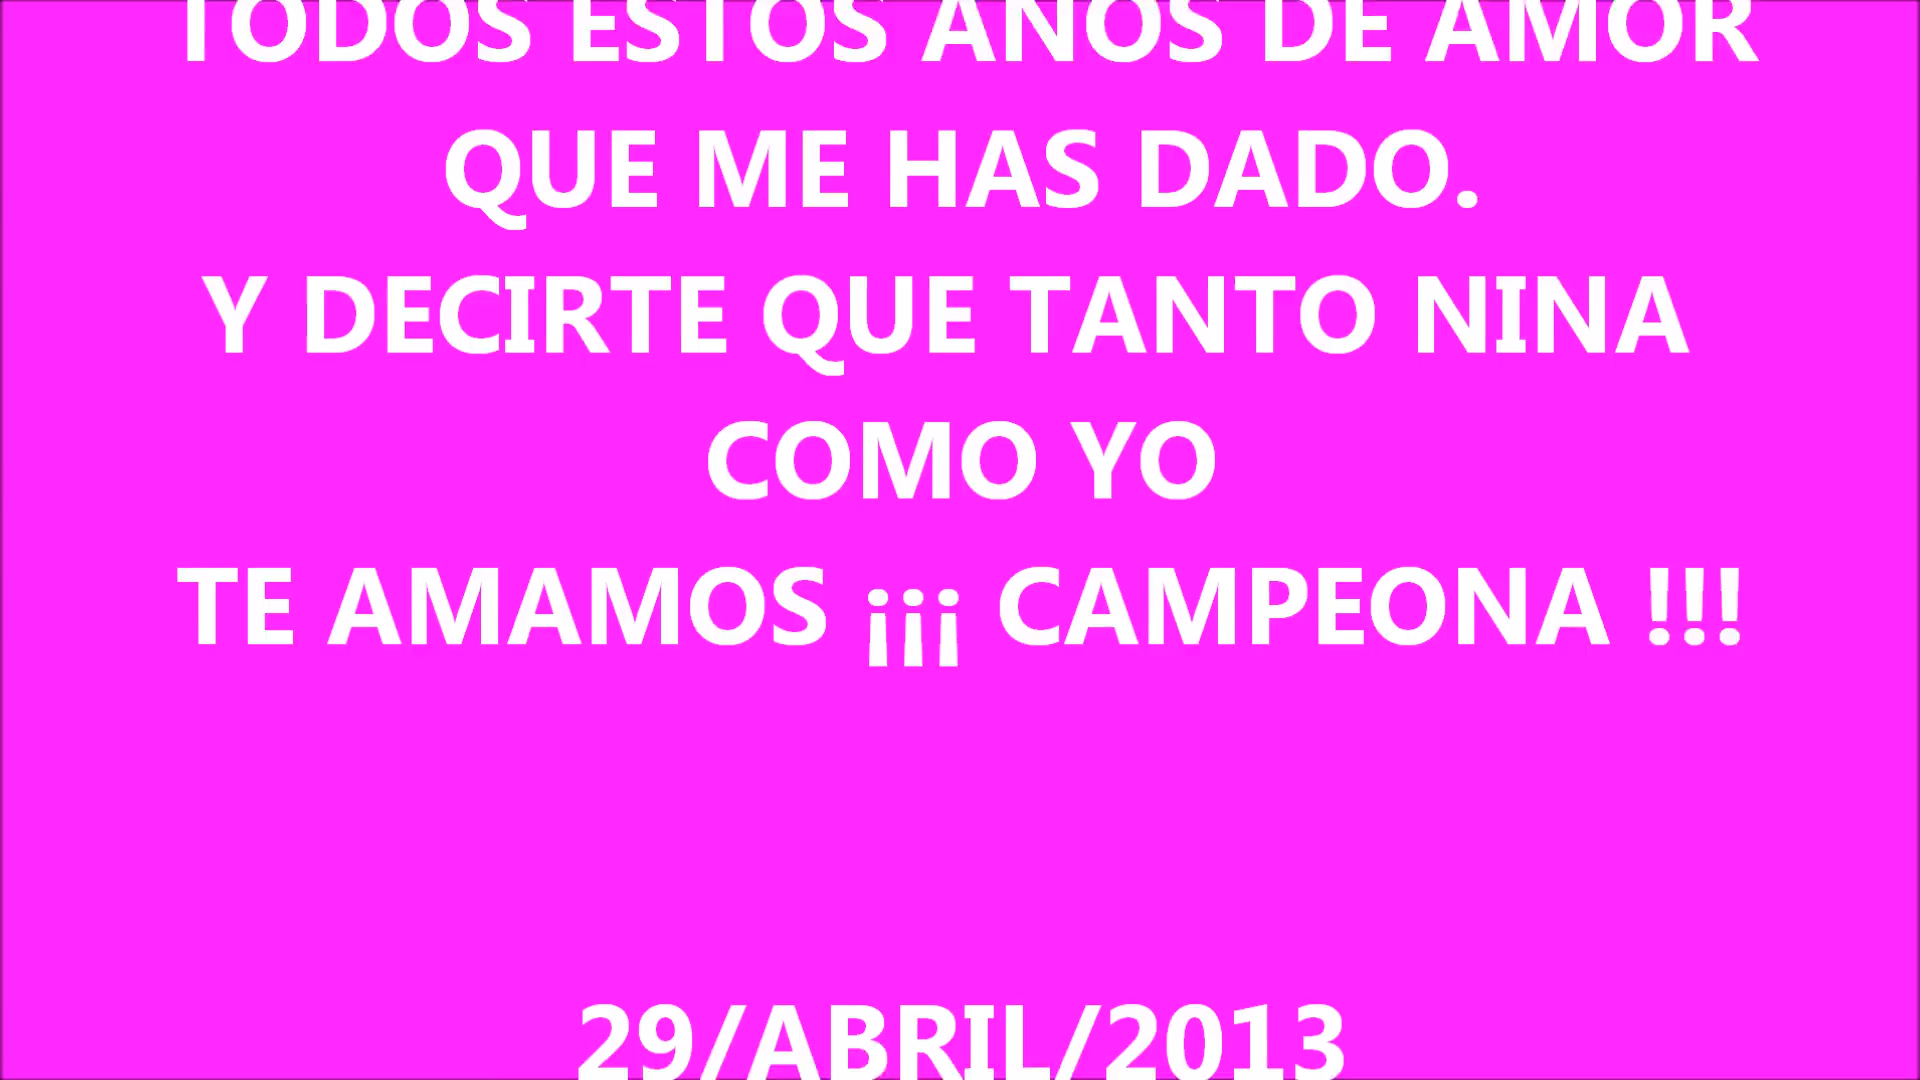 TODOS ESTOS AÑOS DE AMOR
QUE ME HAS DADO.
Y DECIRTE QUE TANTO NINA
COMO YO
TE AMAMOS ¡¡¡ CAMPEONA !!!
29/ABRIL/2013